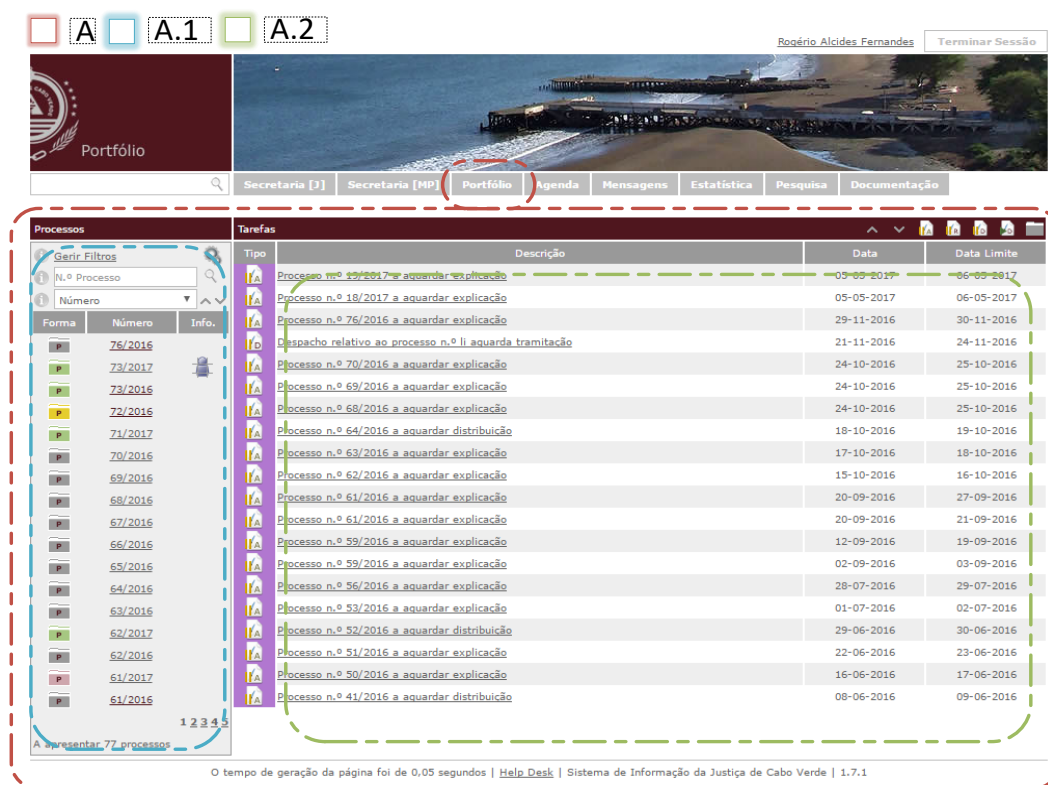 A A.1 A.2
Rogério Alcides Fernandes Terminar Sessão
Portfólio
Secretaria [J] Secretaria [MP] Portfólio Agenda Mensagens Estatística Pesquisa Documentação
Processos
Gerir Filtros
N.º Processo
Número
Forma Número Info.
P 76/2016
P 73/2017
P 73/2016
P 72/2016
P 71/2017
P 70/2016
P 69/2016
P 68/2016
P 67/2016
P 66/2016
P 65/2016
P 64/2016
P 63/2016
P 62/2017
P 62/2016
P 61/2017
P 61/2016
1 2 3 4 5
A apresentar 77 processos
Tarefas
Tipo Descrição Data Data Limite
A Processo n.º 19/2017 a aguardar explicação 05-05-2017 06-05-2017
A Processo n.º 18/2017 a aguardar explicação 05-05-2017 06-05-2017
A Processo n.º 76/2016 a aguardar explicação 29-11-2016 30-11-2016
D Despacho relativo ao processo n.º li aguarda tramitação 21-11-2016 24-11-2016
A Processo n.º 70/2016 a aguardar explicação 24-10-2016 25-10-2016
A Processo n.º 69/2016 a aguardar explicação 24-10-2016 25-10-2016
A Processo n.º 68/2016 a aguardar explicação 24-10-2016 25-10-2016
A Processo n.º 64/2016 a aguardar distribuição 18-10-2016 19-10-2016
A Processo n.º 63/2016 a aguardar explicação 17-10-2016 18-10-2016
A Processo n.º 62/2016 a aguardar explicação 15-10-2016 16-10-2016
A Processo n.º 61/2016 a aguardar explicação 20-09-2016 27-09-2016
A Processo n.º 61/2016 a aguardar explicação 20-09-2016 21-09-2016
A Processo n.º 59/2016 a aguardar explicação 12-09-2016 19-09-2016
A Processo n.º 59/2016 a aguardar explicação 02-09-2016 03-09-2016
A Processo n.º 56/2016 a aguardar explicação 28-07-2016 29-07-2016
A Processo n.º 53/2016 a aguardar explicação 01-07-2016 02-07-2016
A Processo n.º 52/2016 a aguardar distribuição 29-06-2016 30-06-2016
A Processo n.º 51/2016 a aguardar explicação 22-06-2016 23-06-2016
A Processo n.º 50/2016 a aguardar explicação 16-06-2016 17-06-2016
A Processo n.º 41/2016 a aguardar distribuição 08-06-2016 09-06-2016
O tempo de geração da página foi de 0,05 segundos | Help Desk | Sistema de Informação da Justiça de Cabo Verde | 1.7.1